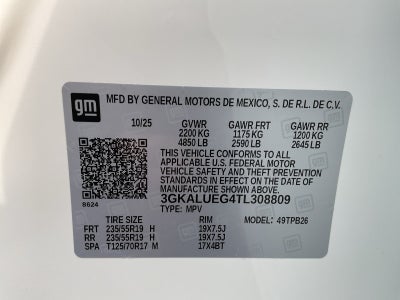 gm
MFD BY GENERAL MOTORS DE MEXICO, S. DE R.L. DE C.V.
10/25 GVWR GAWR FRT GAWR RR
2200 KG 1175 KG 1200 KG
4850 LB 2590 LB 2645 LB
THIS VEHICLE CONFORMS TO ALL
APPLICABLE U.S. FEDERAL MOTOR
VEHICLE SAFETY AND THEFT PREVENTION
STANDARDS IN EFFECT ON THE DATE OF
MANUFACTURE SHOWN ABOVE.
3GKALUEG4TL308809
8624 TYPE: MPV
TIRE SIZE RIM MODEL: 49TPB26
FRT 235/55R19 H 19X7.5J
RR 235/55R19 H 19X7.5J
SPA T125/70R17 M 17X4BT